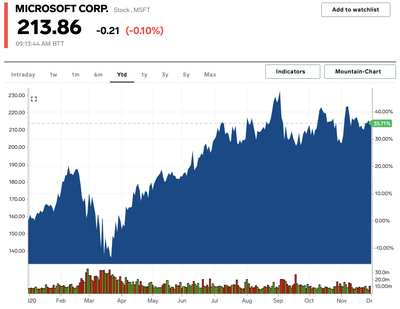 MICROSOFT CORP. Stock , MSFT
Add to watchlist
213.86 -0.21 (-0.10%)
09:13:44 AM BTT
Intraday 1w 1m 6m Ytd 1y 3y 5y Max
Indicators
Mountain-Chart
230.00
220.00
210.00
200.00
190.00
180.00
170.00
160.00
150.00
140.00
40.00%
35.71%
30.00%
20.00%
10.00%
0.00%
-10.00%
30.0m
20.0m
10.0m
2020 Feb Mar Apr May Jun Jul Aug Sep Oct Nov De